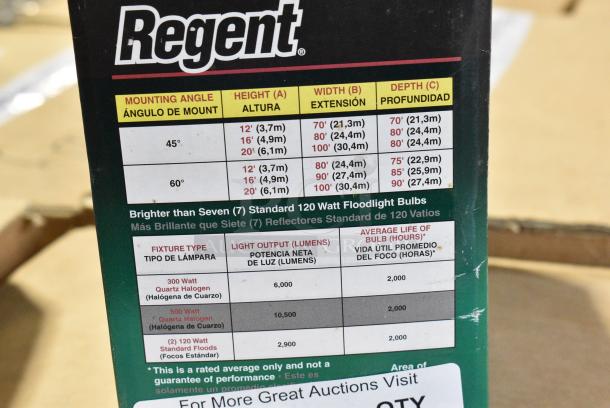 Regent®
MOUNTING ANGLE HEIGHT (A) WIDTH (B) DEPTH (C)
ÁNGULO DE MOUNT ALTURA EXTENSIÓN PROFUNDIDAD
45°
12' (3,7m) 70' (21,3m) 70' (21,3m)
16' (4,9m) 80' (24,4m) 80' (24,4m)
20' (6,1m) 100' (30,4m) 80' (24,4m)
60°
12' (3,7m) 80' (24,4m) 75' (22,9m)
16' (4,9m) 90' (27,4m) 85' (25,9m)
20' (6,1m) 100' (30,4m) 90' (27,4m)
Brighter than Seven (7) Standard 120 Watt Floodlight Bulbs
Más Brillante que Siete (7) Reflectores Standard de 120 Vatios
FIXTURE TYPE
TIPO DE LÁMPARA
LIGHT OUTPUT (LUMENS)
POTENCIA NETA
DE LUZ (LUMENS)
AVERAGE LIFE OF
BULB (HOURS)*
VIDA ÚTIL PROMEDIO
DEL FOCO (HORAS)*
300 Watt
Quartz Halogen
(Halógena de Cuarzo)
6,000 2,000
500 Watt
Quartz Halogen
(Halógena de Cuarzo)
10,500 2,000
(2) 120 Watt
Standard Floods
(Focos Estándar)
2,900 2,000
*This is a rated average only and not a
guarantee of performance • Este es
solamente un promedio
Area of
For More Great Auctions Visit
QTY